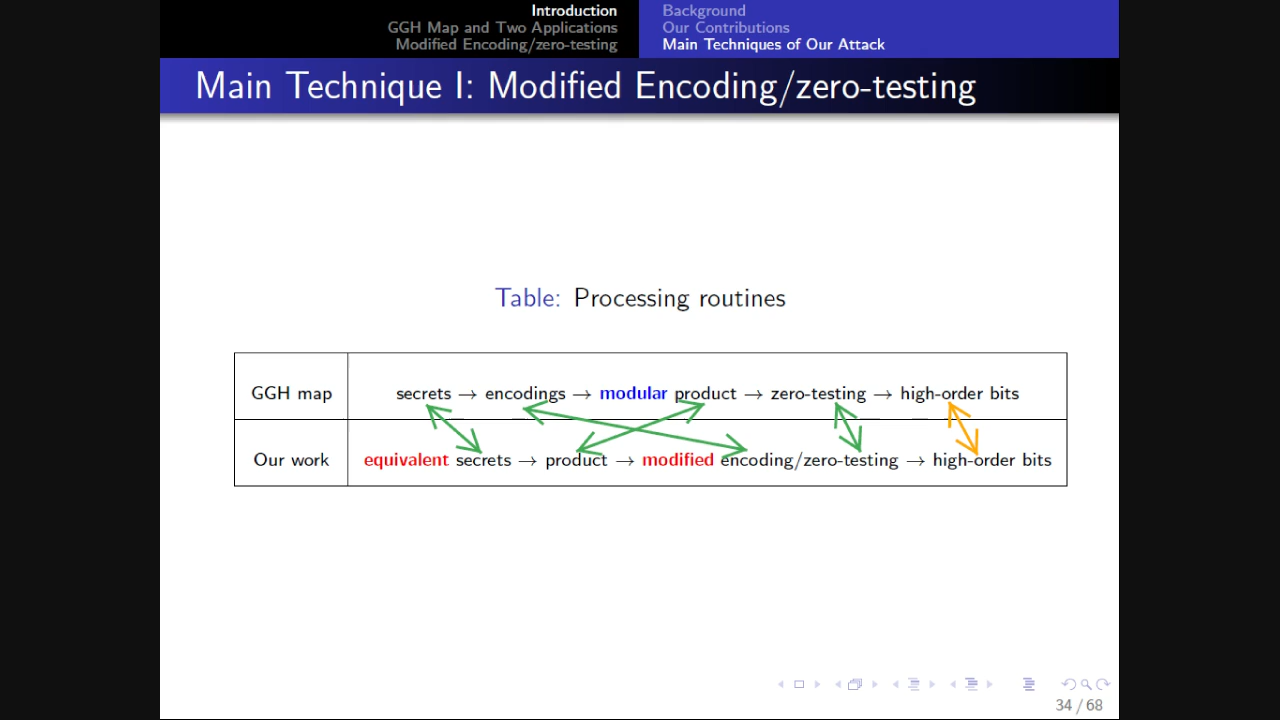 Introduction
GGH Map and Two Applications
Modified Encoding/zero-testing
Background
Our Contributions
Main Techniques of Our Attack
Main Technique I: Modified Encoding/zero-testing
Table: Processing routines
GGH map secrets → encodings → modular product → zero-testing → high-order bits
Our work equivalent secrets → product → modified encoding/zero-testing → high-order bits
34 / 68